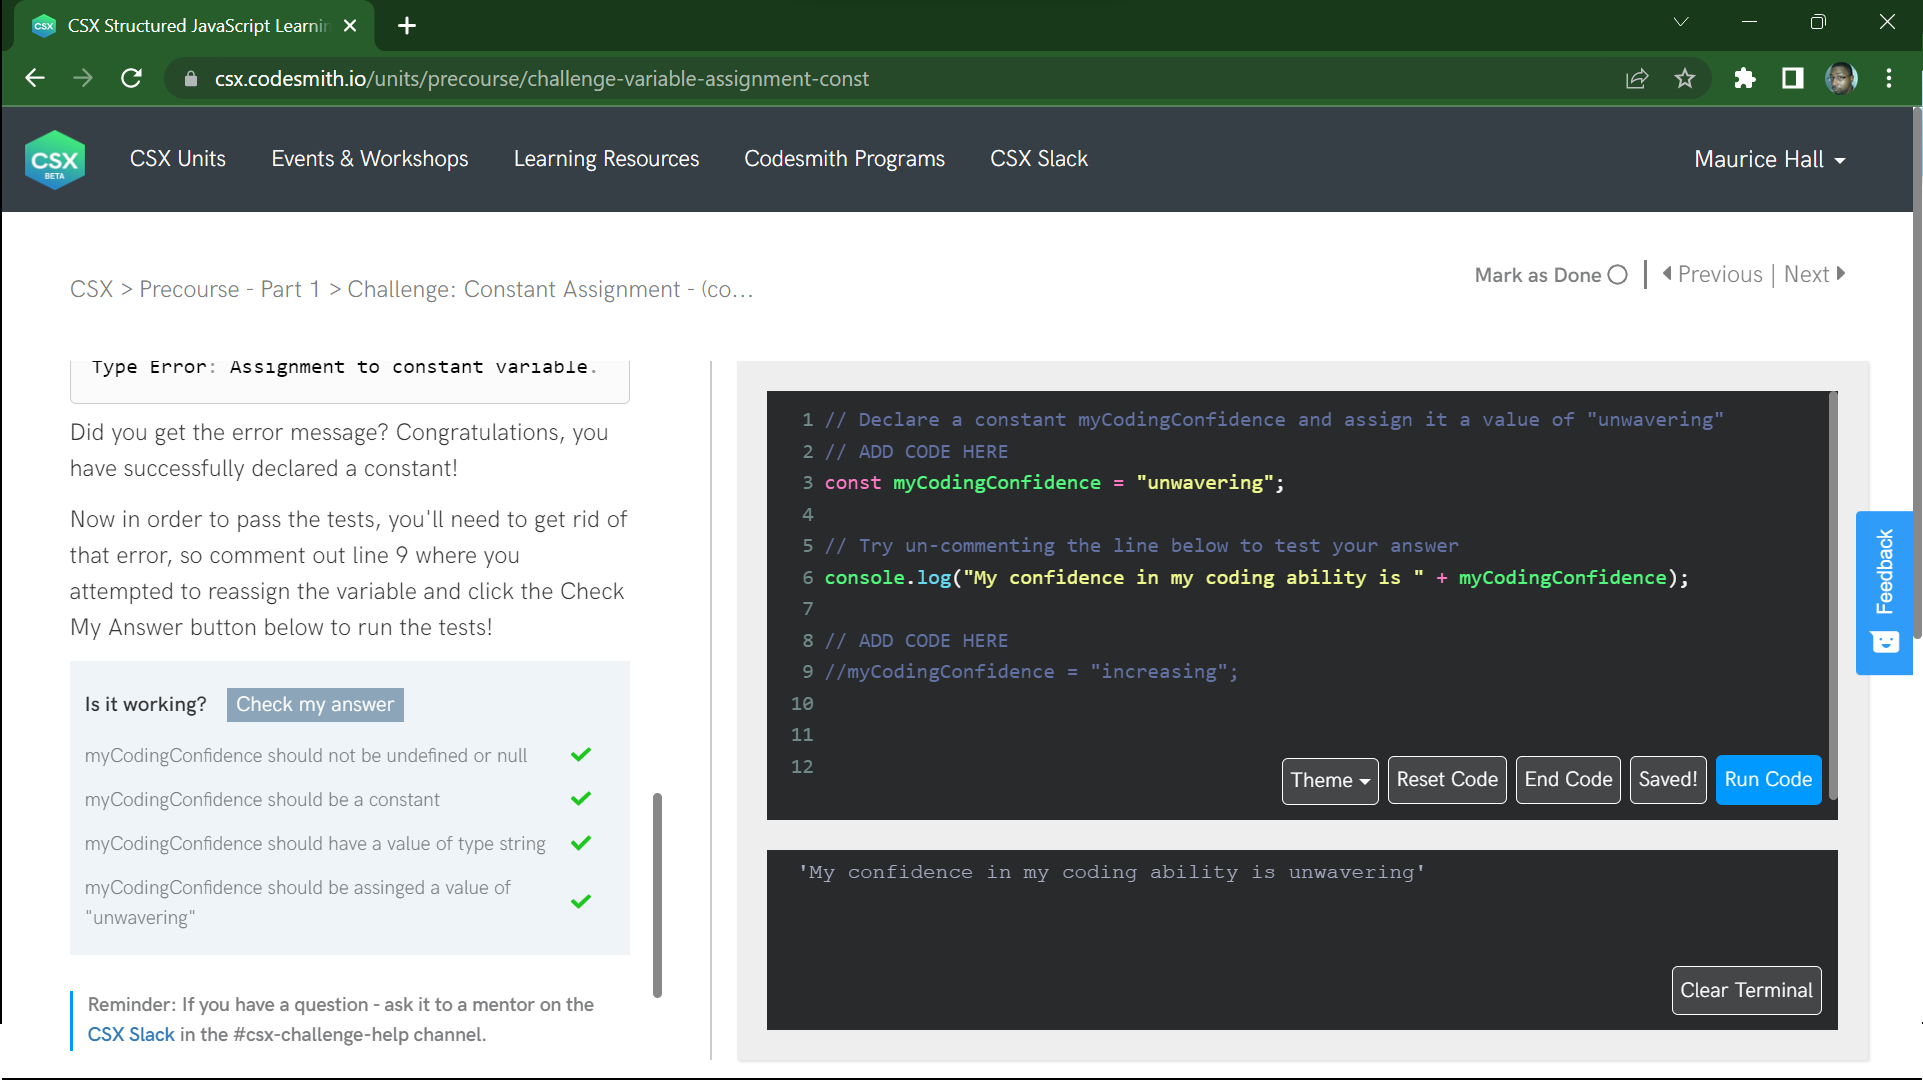 CSX Structured JavaScript Learnin
csx.codesmith.io/units/precourse/challenge-variable-assignment-const
CSX
BETA
CSX Units
Events & Workshops
Learning Resources
Codesmith Programs
CSX Slack
Maurice Hall
CSX > Precourse - Part 1 > Challenge: Constant Assignment - (co...
Mark as Done
Previous | Next
Type Error: Assignment to constant variable.
Did you get the error message? Congratulations, you
have successfully declared a constant!
Now in order to pass the tests, you'll need to get rid of
that error, so comment out line 9 where you
attempted to reassign the variable and click the Check
My Answer button below to run the tests!
Is it working?
Check my answer
myCodingConfidence should not be undefined or null
myCodingConfidence should be a constant
myCodingConfidence should have a value of type string
myCodingConfidence should be assinged a value of
"unwavering"
Reminder: If you have a question - ask it to a mentor on the
CSX Slack in the #csx-challenge-help channel.
1 // Declare a constant myCodingConfidence and assign it a value of "unwavering"
2 // ADD CODE HERE
3 const myCodingConfidence = "unwavering";
4
5 // Try un-commenting the line below to test your answer
6 console.log("My confidence in my coding ability is " + myCodingConfidence);
7
8 // ADD CODE HERE
9 //myCodingConfidence = "increasing";
10
11
12
Theme
Reset Code
End Code
Saved!
Run Code
'My confidence in my coding ability is unwavering'
Clear Terminal
Feedback